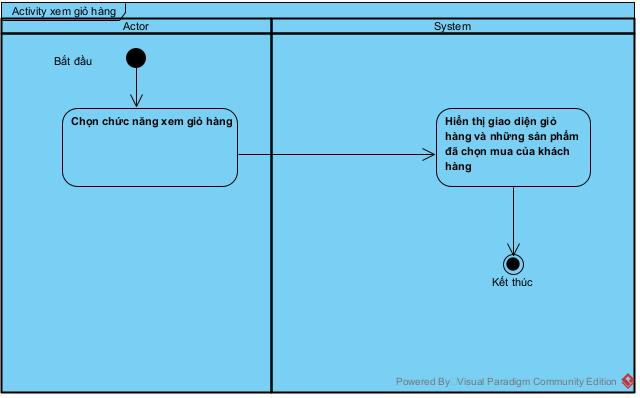 Activity xem giỏ hàng
Actor
System
Bắt đầu
Chọn chức năng xem giỏ hàng
Hiển thị giao diện giỏ
hàng và những sản phẩm
đã chọn mua của khách
hàng
Kết thúc
Powered By Visual Paradigm Community Edition